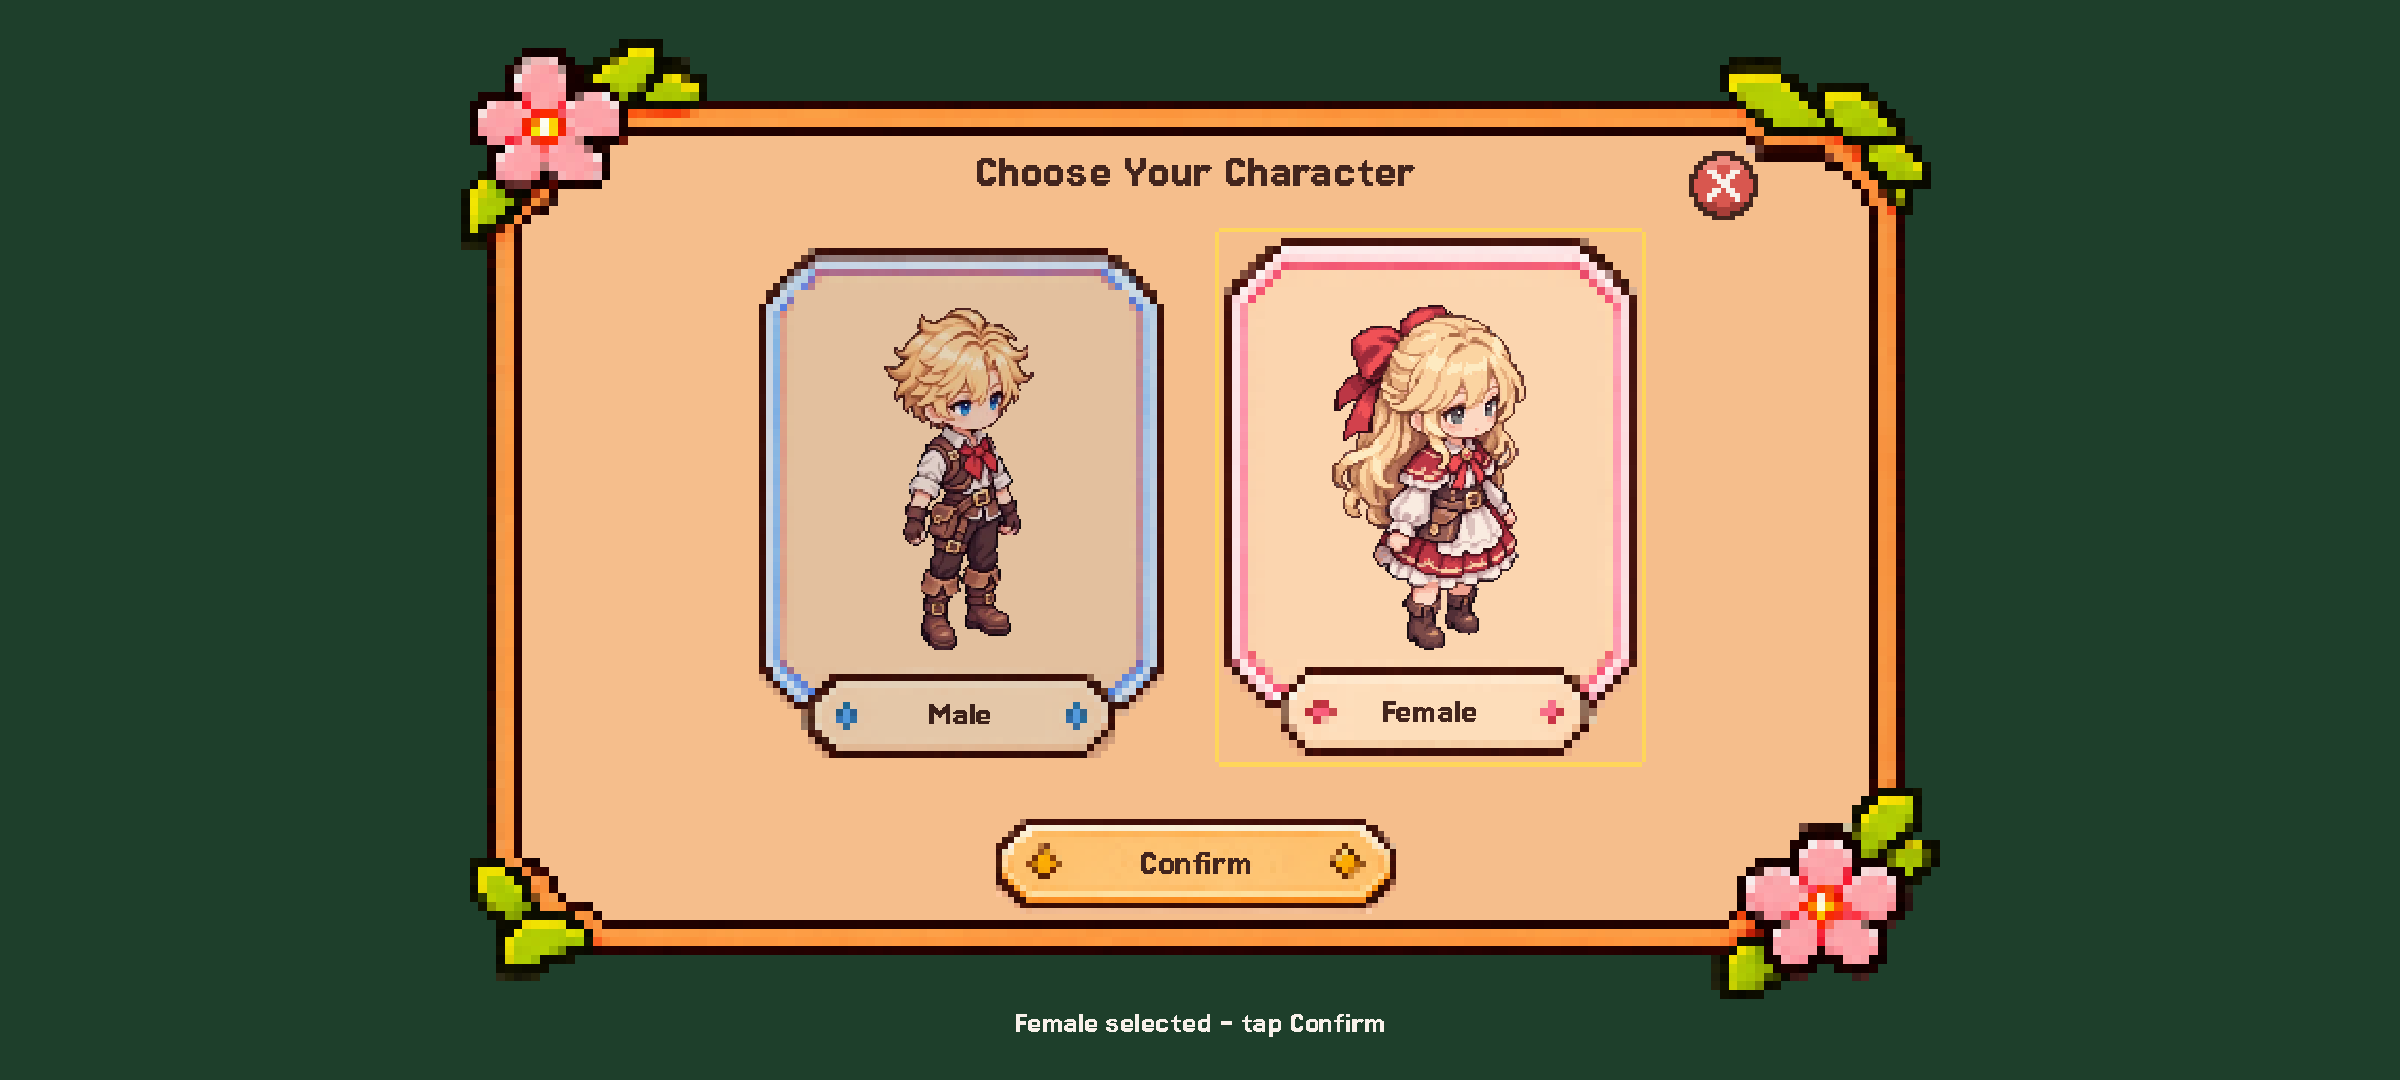 Choose Your Character
Male
Female
Confirm
Female selected - tap Confirm